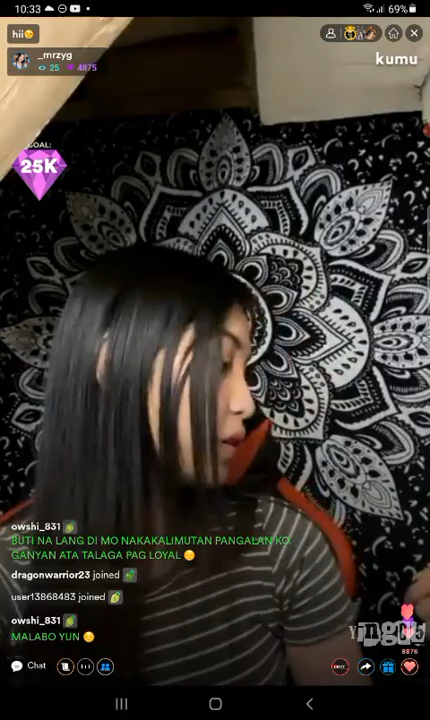 10:33
69%
hii
_mrzyg
25 4875
kumu
GOAL:
25K
owshi_831
BUTI NA LANG DI MO NAKAKALIMUTAN PANGALAN KO.
GANYAN ATA TALAGA PAG LOYAL
dragonwarrior23 joined
user13868483 joined
owshi_831
MALABO YUN
8876
Chat